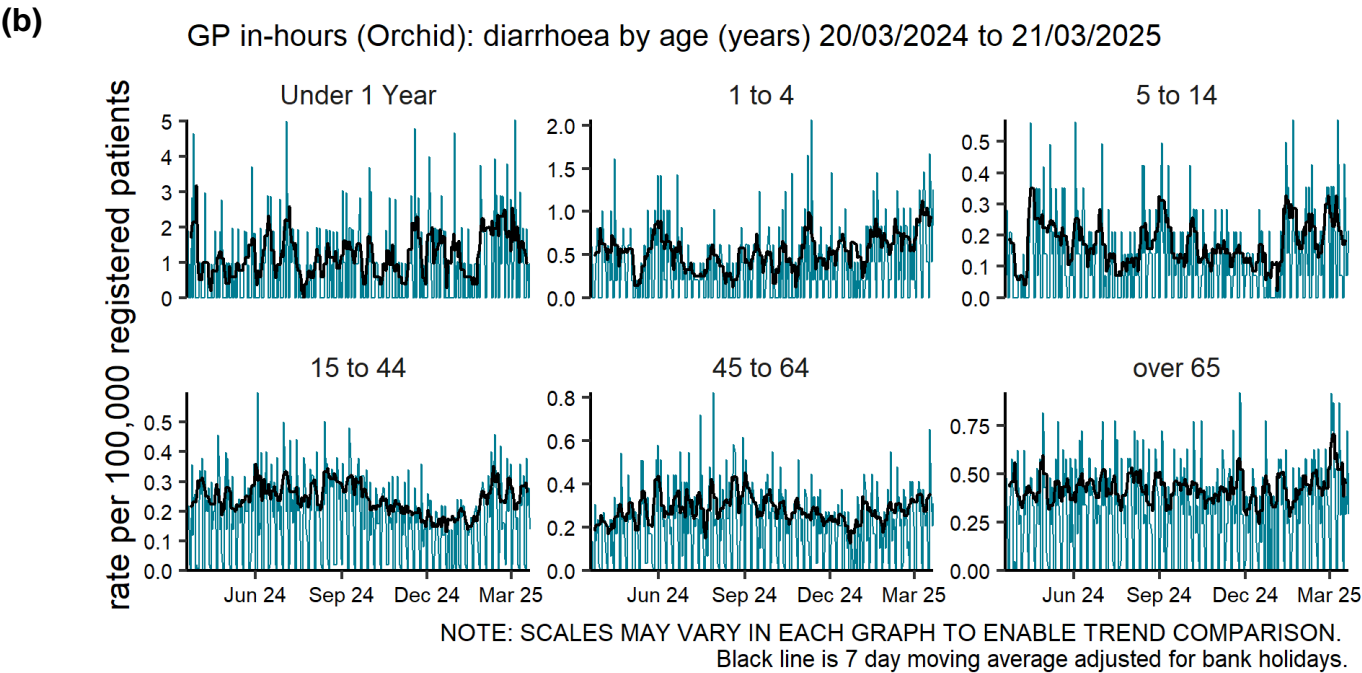 (b)
GP in-hours (Orchid): diarrhoea by age (years) 20/03/2024 to 21/03/2025
rate per 100,000 registered patients
Under 1 Year
5
4
3
2
1
0
1 to 4
2.0
1.5
1.0
0.5
0.0
5 to 14
0.5
0.4
0.3
0.2
0.1
0.0
15 to 44
0.5
0.4
0.3
0.2
0.1
0.0
Jun 24 Sep 24 Dec 24 Mar 25
45 to 64
0.8
0.6
0.4
0.2
0.0
Jun 24 Sep 24 Dec 24 Mar 25
over 65
0.75
0.50
0.25
0.00
Jun 24 Sep 24 Dec 24 Mar 25
NOTE: SCALES MAY VARY IN EACH GRAPH TO ENABLE TREND COMPARISON.
Black line is 7 day moving average adjusted for bank holidays.